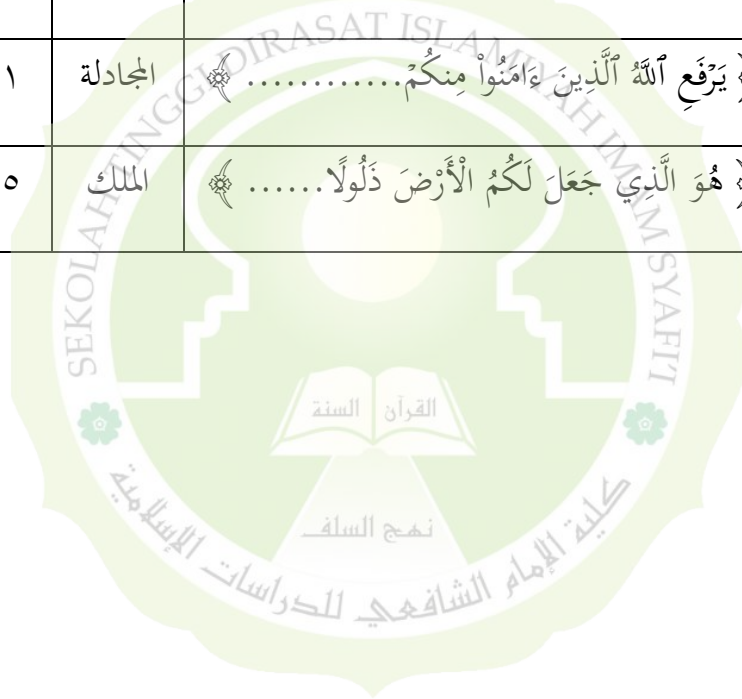 ﴿ يَرْفَعِ ٱللَّهُ ٱلَّذِينَ ءَامَنُواْ مِنكُمْ............ ﴾ المجادلة ١
﴿ هُوَ الَّذِي جَعَلَ لَكُمُ الْأَرْضَ ذَلُولًا...... ﴾ الملك ٥
SEKOLAH TINGGI DIRASAT ISLAMIYAH IMAM SYAFI'I
القرآن السنة
نهج السلف
كلية الإمام الشافعي للدراسات الإسلامية